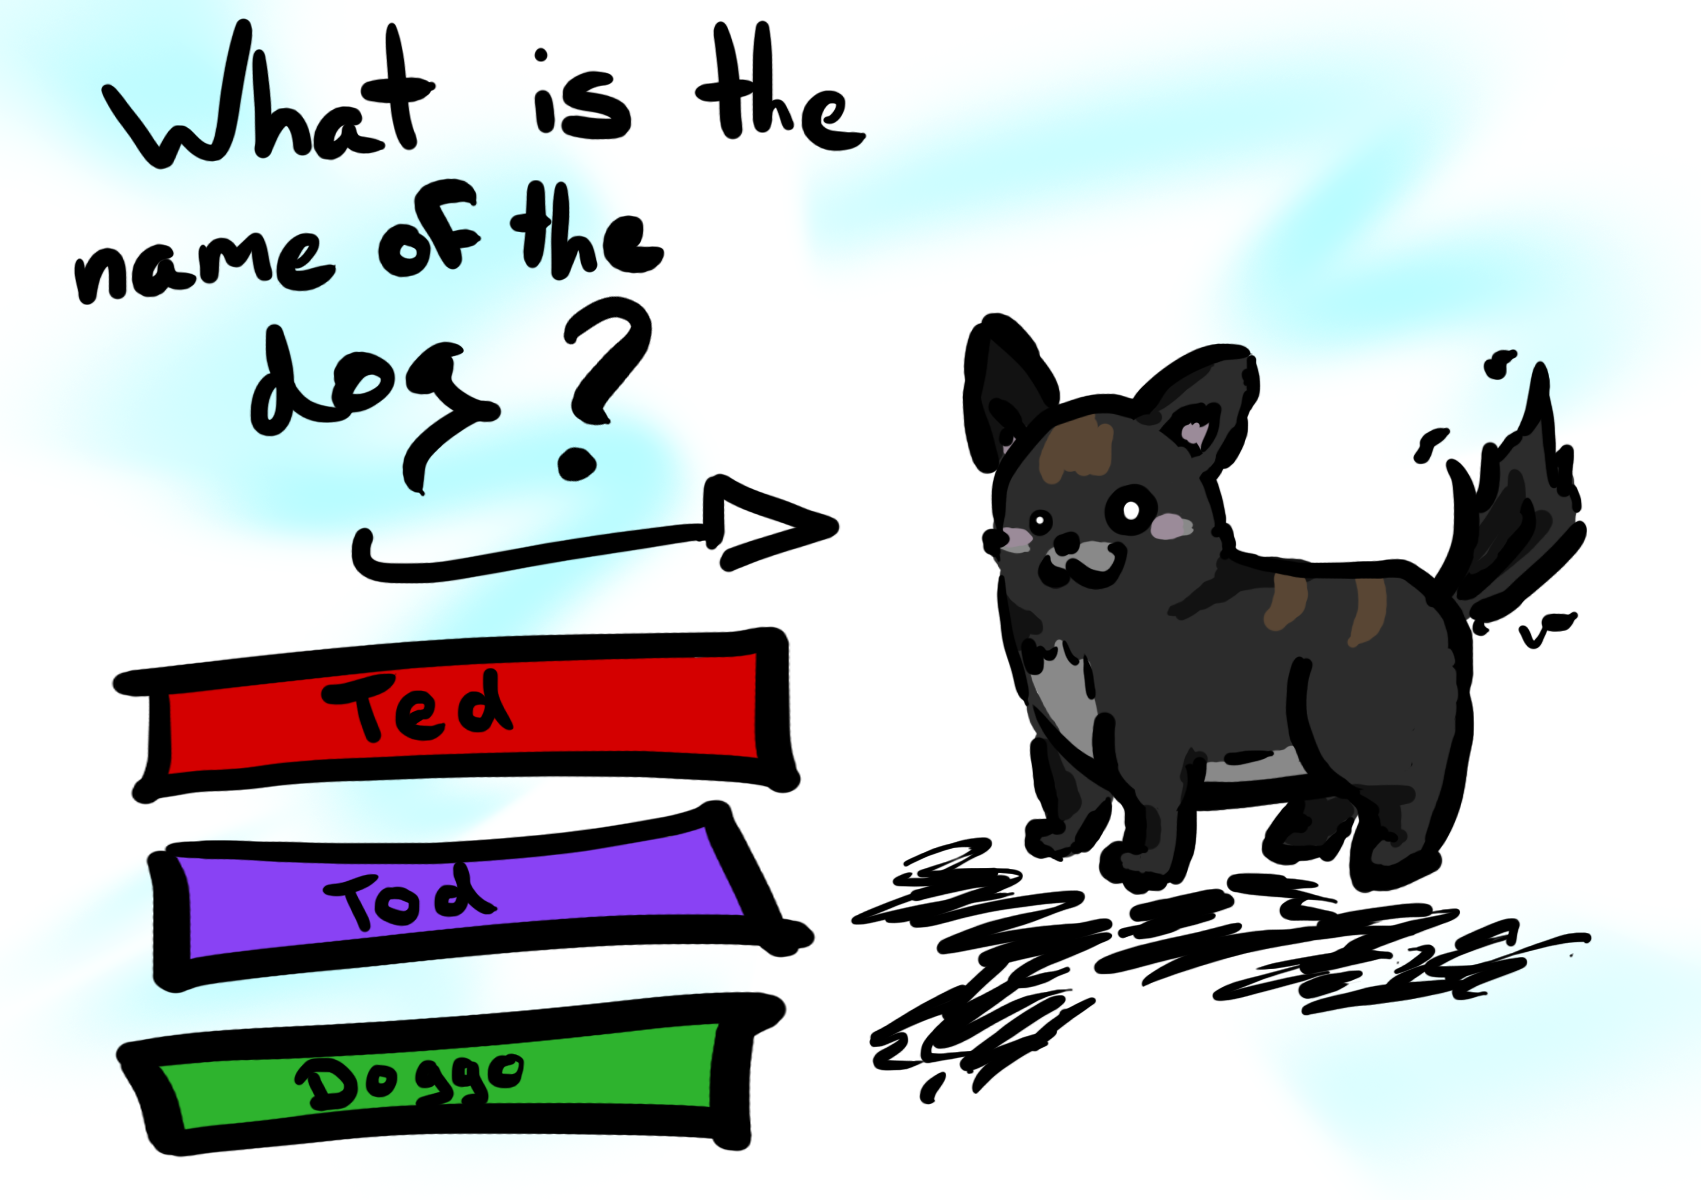 What is the
name of the
dog?
Ted
Tod
Doggo